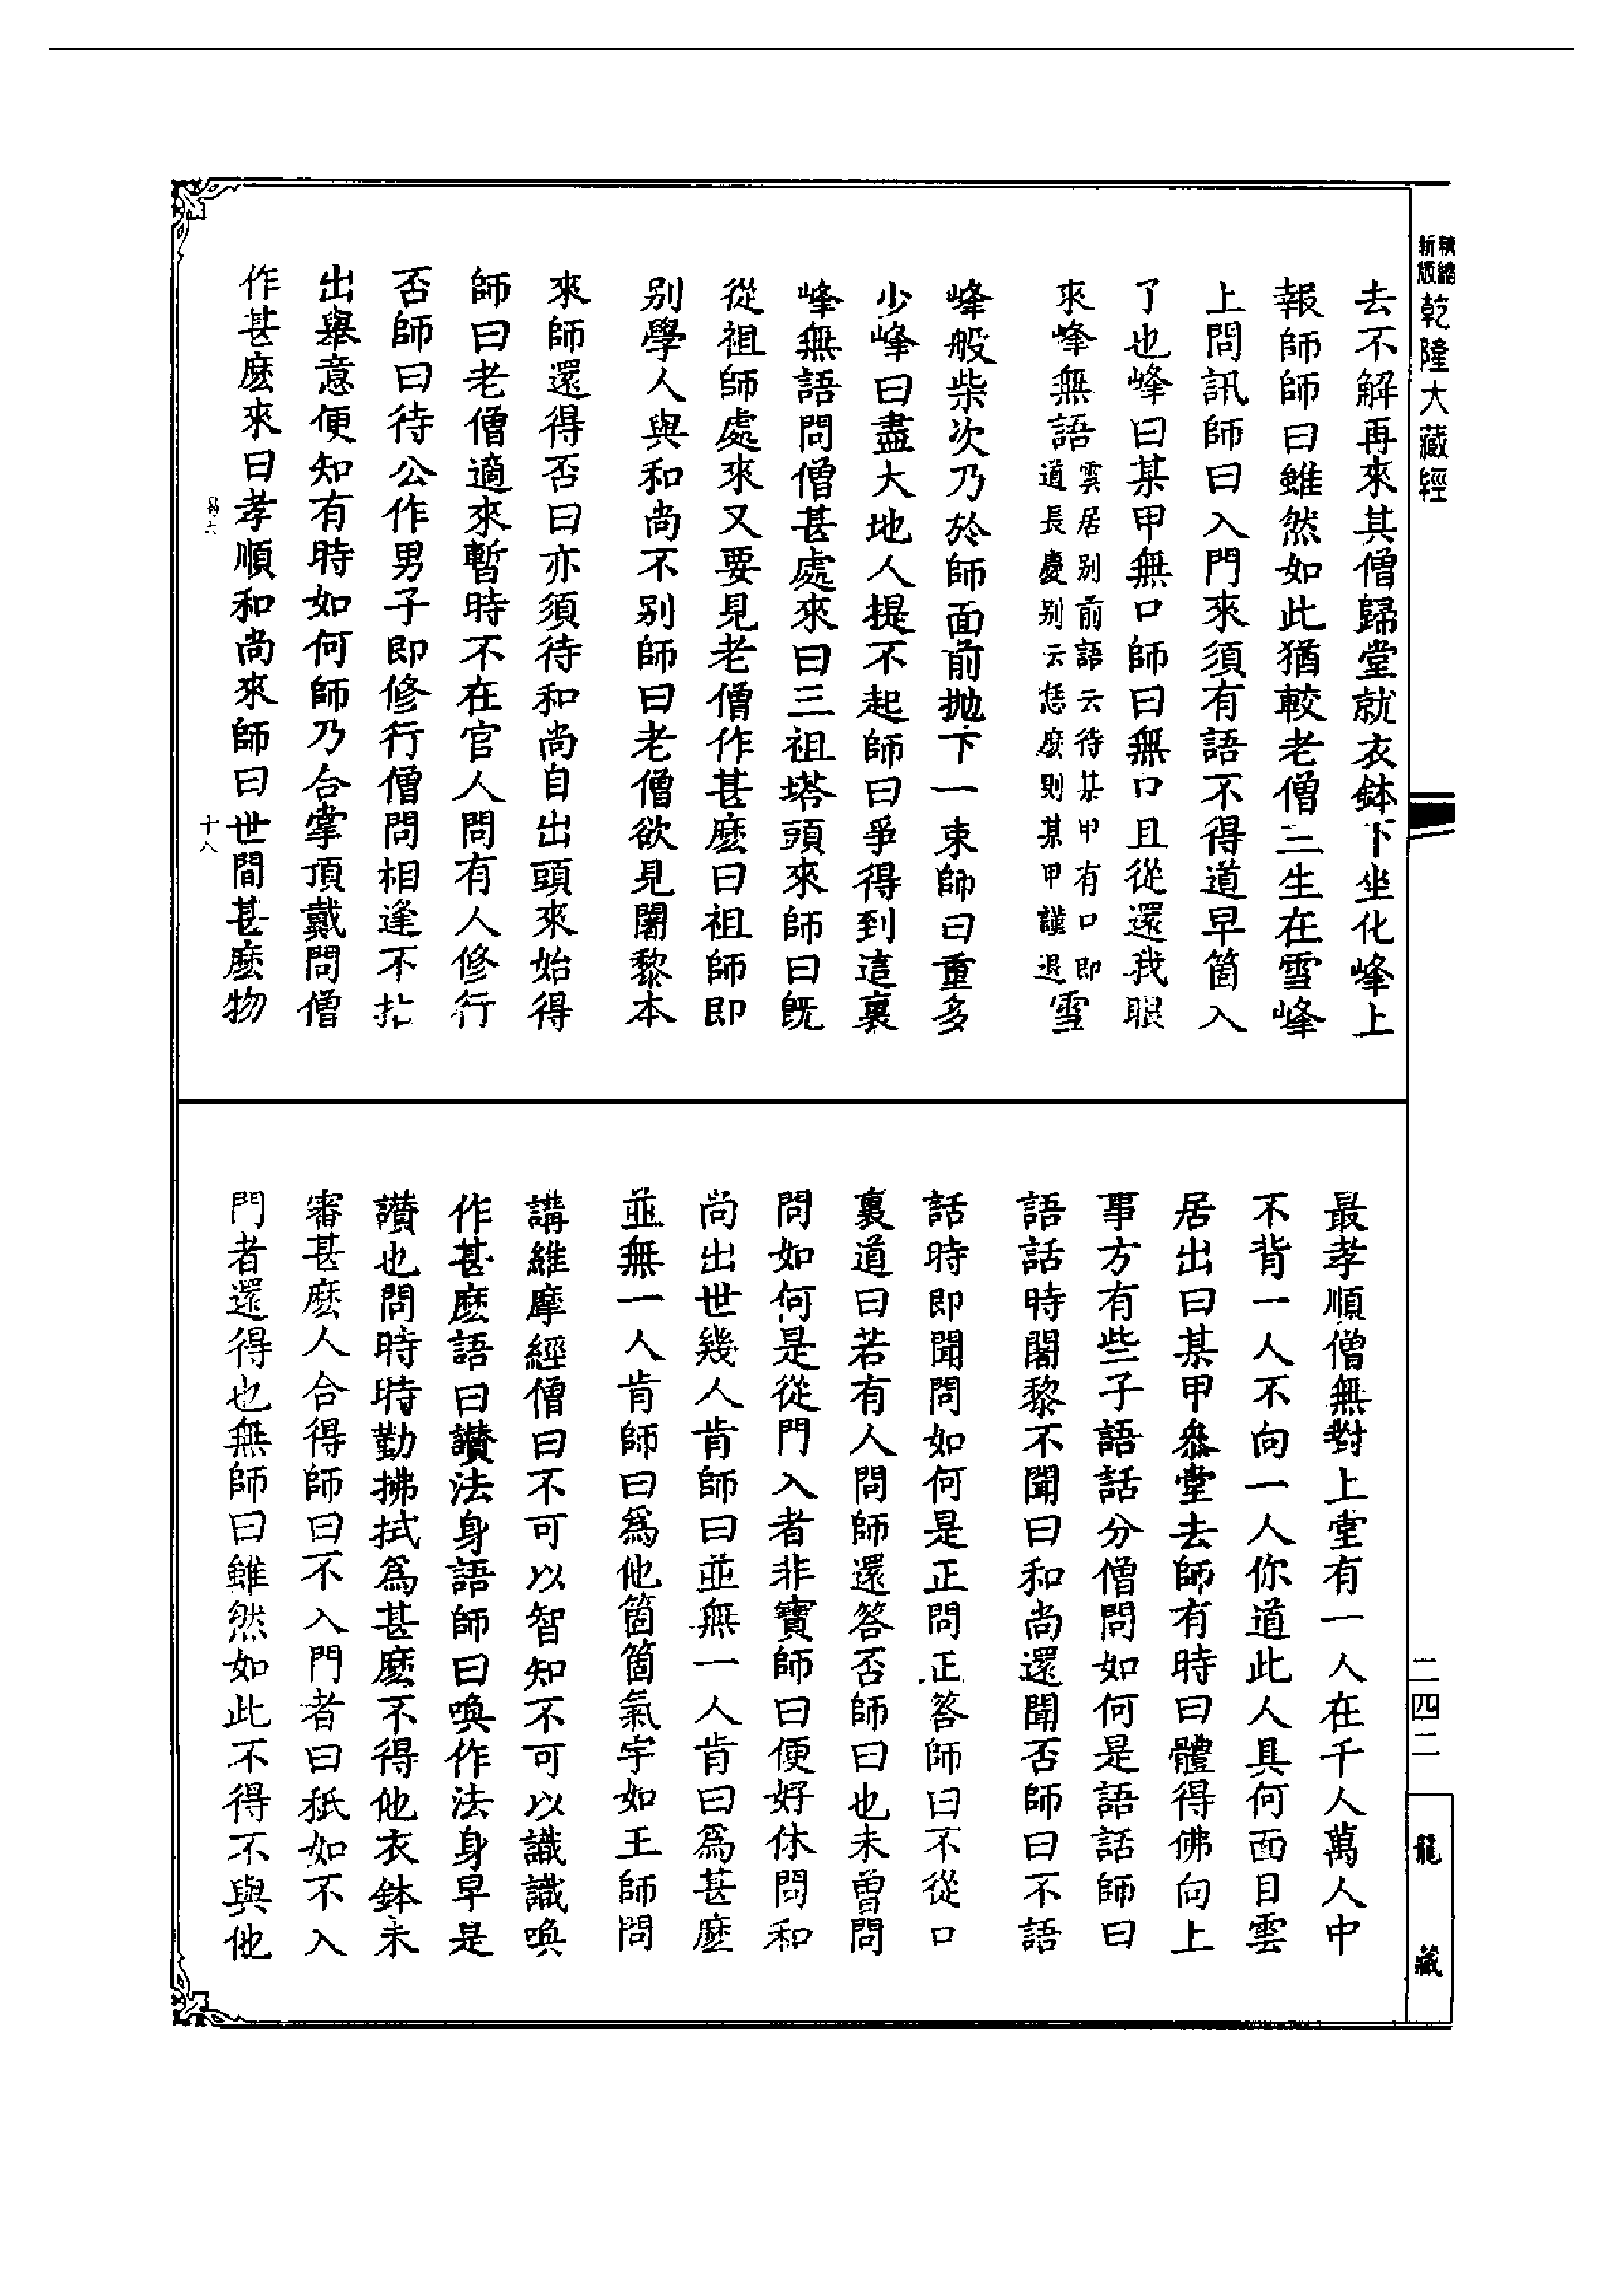 精縮
新版
乾隆大藏經
去不解再來其僧歸堂就衣鉢下坐化峰上
報師師曰雖然如此猶較老僧三生在雪峰
上問訊師曰入門來須有語不得道早箇入
了也峰曰某甲無口師曰無口且從還我眼
來峰無語雲居别前語云待某甲有口即
道長慶别云恁麽則某甲謹退雪
峰般柴次乃於師面前抛下一束師曰重多
少峰曰盡大地人提不起師曰爭得到這裏
峰無語問僧甚處來曰三祖塔頭來師曰旣
從祖師處來又要見老僧作甚麽曰祖師即
别學人與和尚不别師曰老僧欲見闍黎本
來師還得否曰亦須待和尚自出頭來始得
師曰老僧適來暫時不在官人問有人修行
否師曰待公作男子即修行僧問相逢不拈
出舉意便知有時如何師乃合掌頂戴問僧
作甚麽來曰孝順和尚來師曰世間甚麽物
十八
最孝順僧無對上堂有一人在千人萬人中
不背一人不向一人你道此人具何面目雲
居出曰某甲參堂去師有時曰體得佛向上
事方有些子語話分僧問如何是語話師曰
語話時闍黎不聞曰和尚還聞否師曰不語
話時即聞問如何是正問正答師曰不從口
裏道曰若有人問師還答否師曰也未曾問
問如何是從門入者非寶師曰便好休問和
尚出世幾人肯師曰並無一人肯曰爲甚麽
並無一人肯師曰爲他箇箇氣宇如王師問
講維摩經僧曰不可以智知不可以識識喚
作甚麽語曰讚法身語師曰喚作法身早是
讚也問時時勤拂拭爲甚麽不得他衣鉢未
審甚麽人合得師曰不入門者曰秖如不入
門者還得也無師曰雖然如此不得不與他
二四二
龍藏